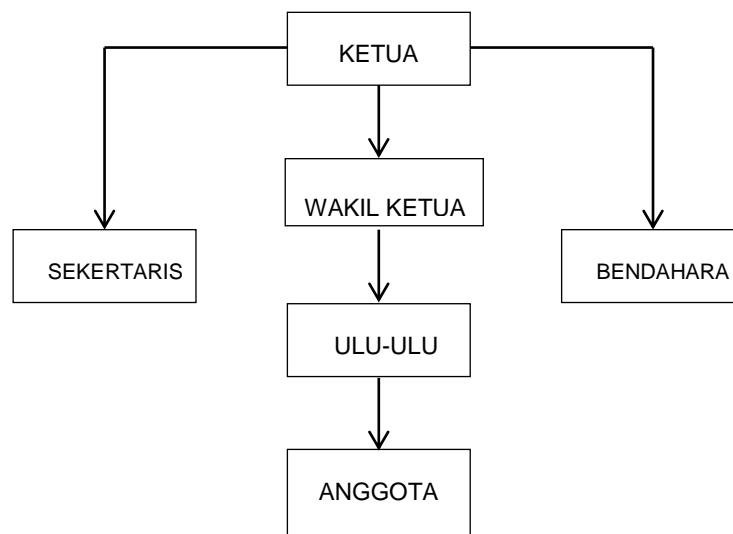 KETUA
WAKIL KETUA
SEKERTARIS
BENDAHARA
ULU-ULU
ANGGOTA